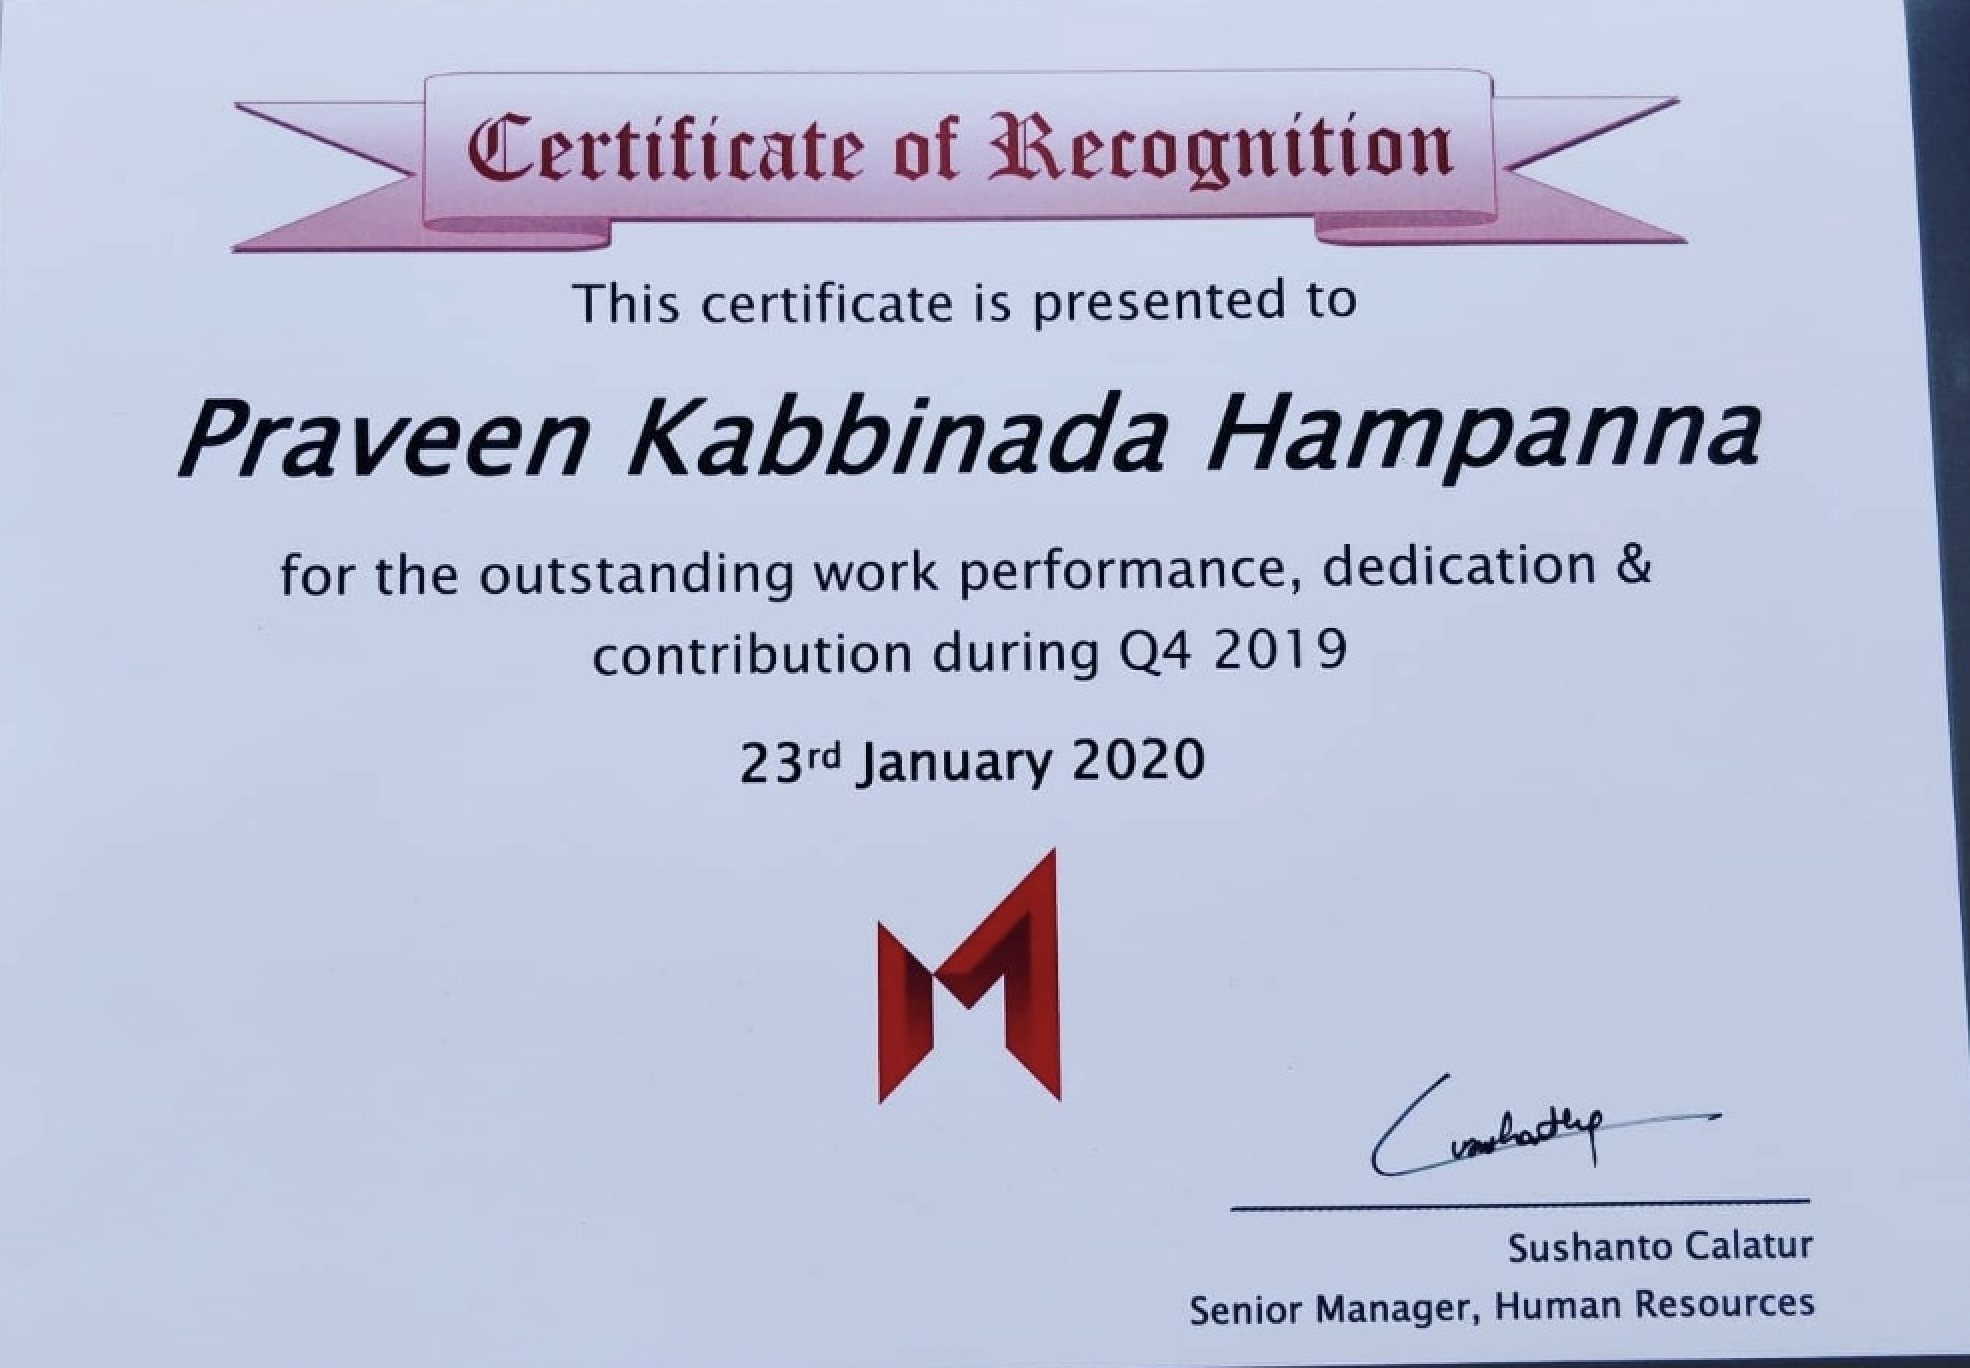 Certificate of Recognition
This certificate is presented to
Praveen Kabbinada Hampanna
for the outstanding work performance, dedication &
contribution during Q4 2019
23rd January 2020
Sushanto Calatur
Senior Manager, Human Resources